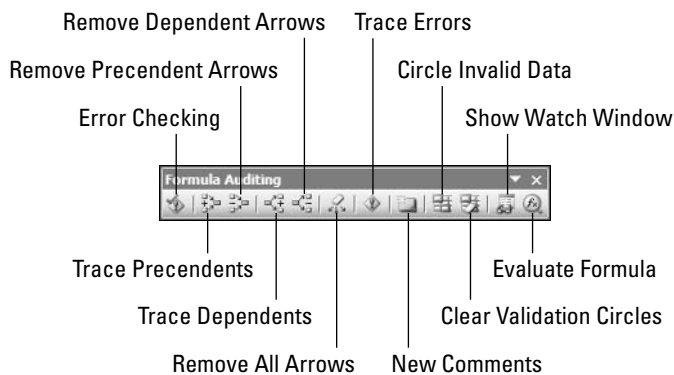 Remove Dependent Arrows Trace Errors
Remove Precendent Arrows Circle Invalid Data
Error Checking Show Watch Window
Formula Auditing
Trace Precendents Evaluate Formula
Trace Dependents Clear Validation Circles
Remove All Arrows New Comments